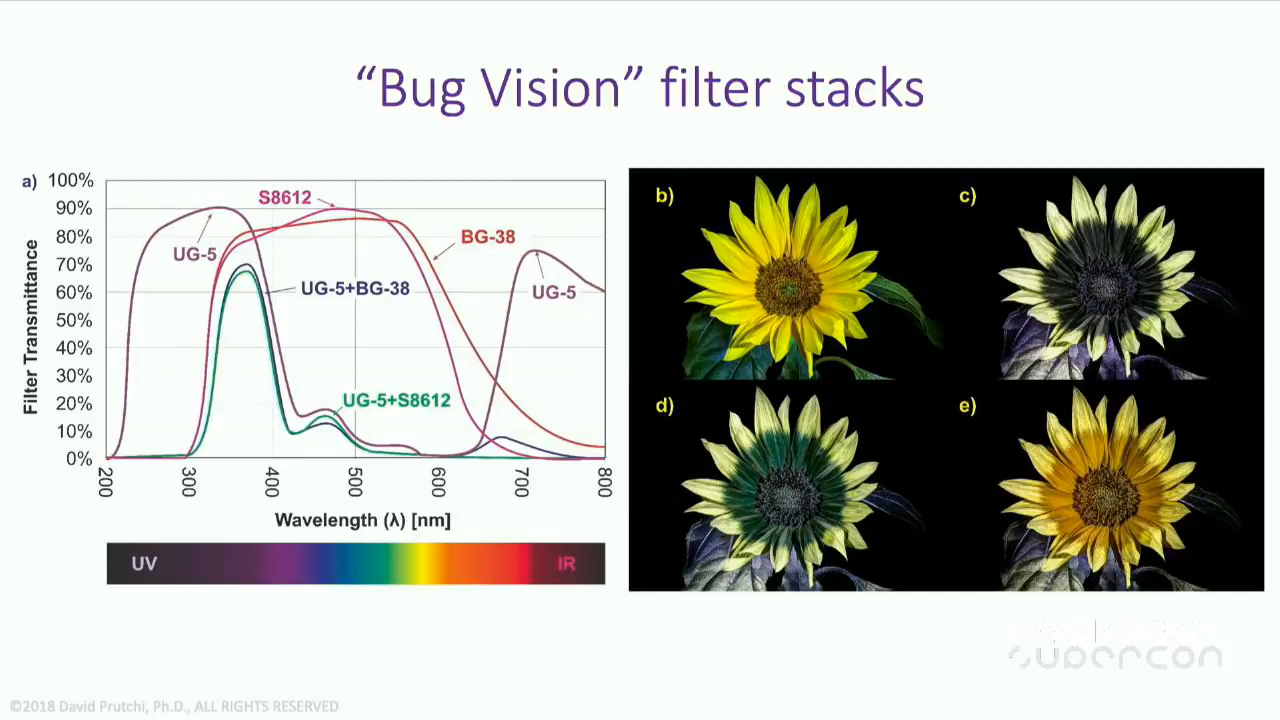 “Bug Vision” filter stacks
a)
100%
90%
80%
70%
60%
50%
40%
30%
20%
10%
0%
Filter Transmittance
S8612
UG-5
BG-38
UG-5+BG-38
UG-5
UG-5+S8612
200
300
400
500
600
700
800
Wavelength (λ) [nm]
UV
IR
b)
c)
d)
e)
supercon
©2018 David Prutchi, Ph.D., ALL RIGHTS RESERVED